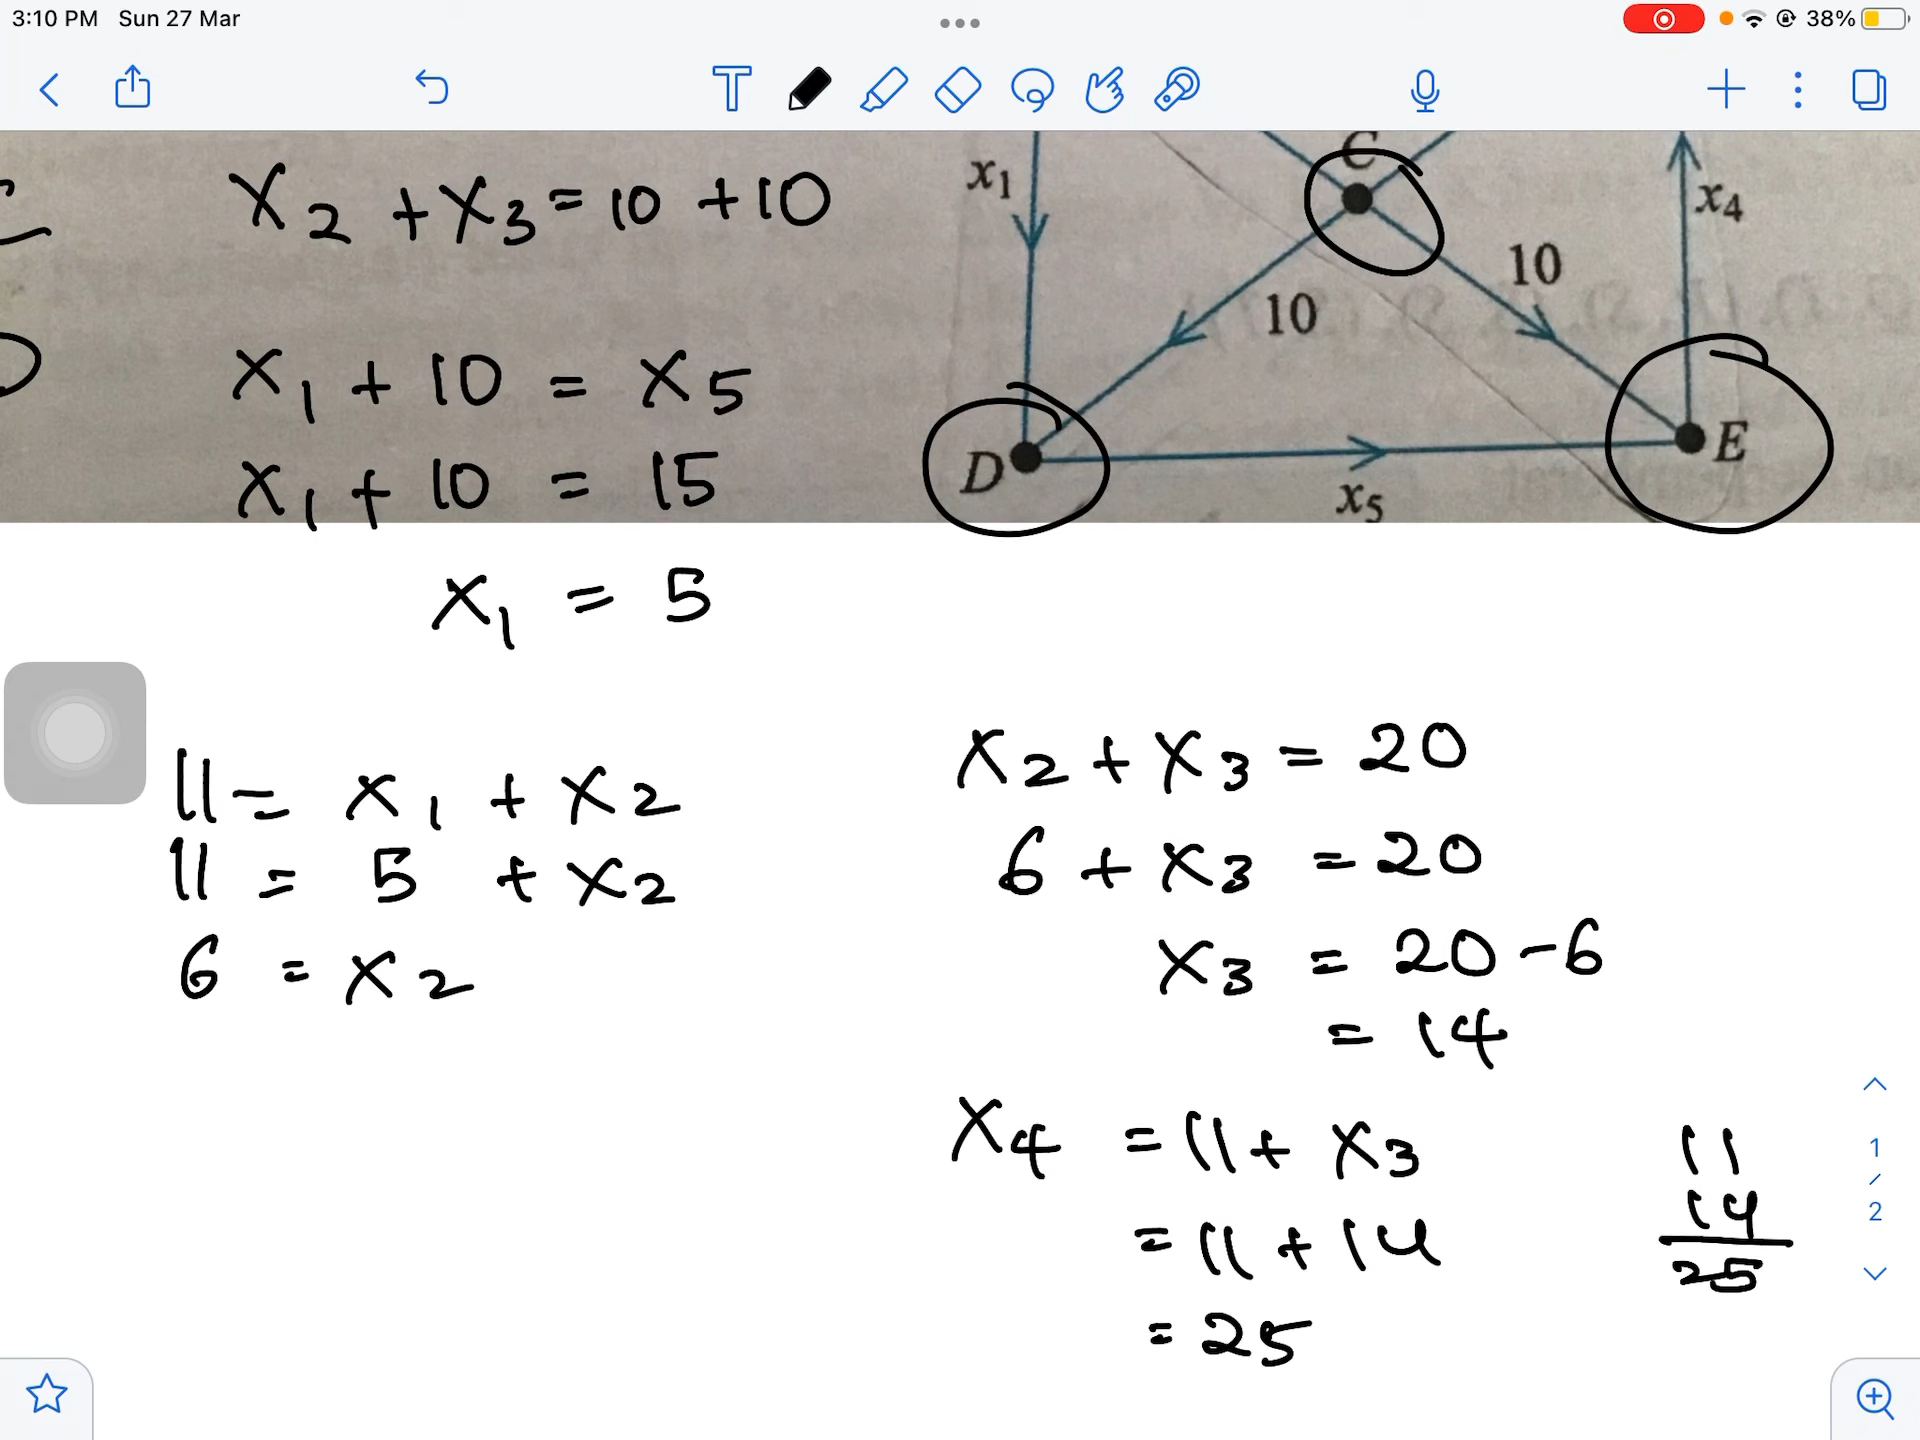 3:10 PM Sun 27 Mar
38%
T
x₂ + x₃ = 10 + 10
x₁ + 10 = x₅
x₁ + 10 = 15
x₁ = 5
C
x₁
x₄
10
10
D
E
x₅
11 = x₁ + x₂
11 = 5 + x₂
6 = x₂
x₂ + x₃ = 20
6 + x₃ = 20
x₃ = 20 - 6
= 14
x₄ = 11 + x₃
= 11 + 14
= 25
11
14
25
1
/
2